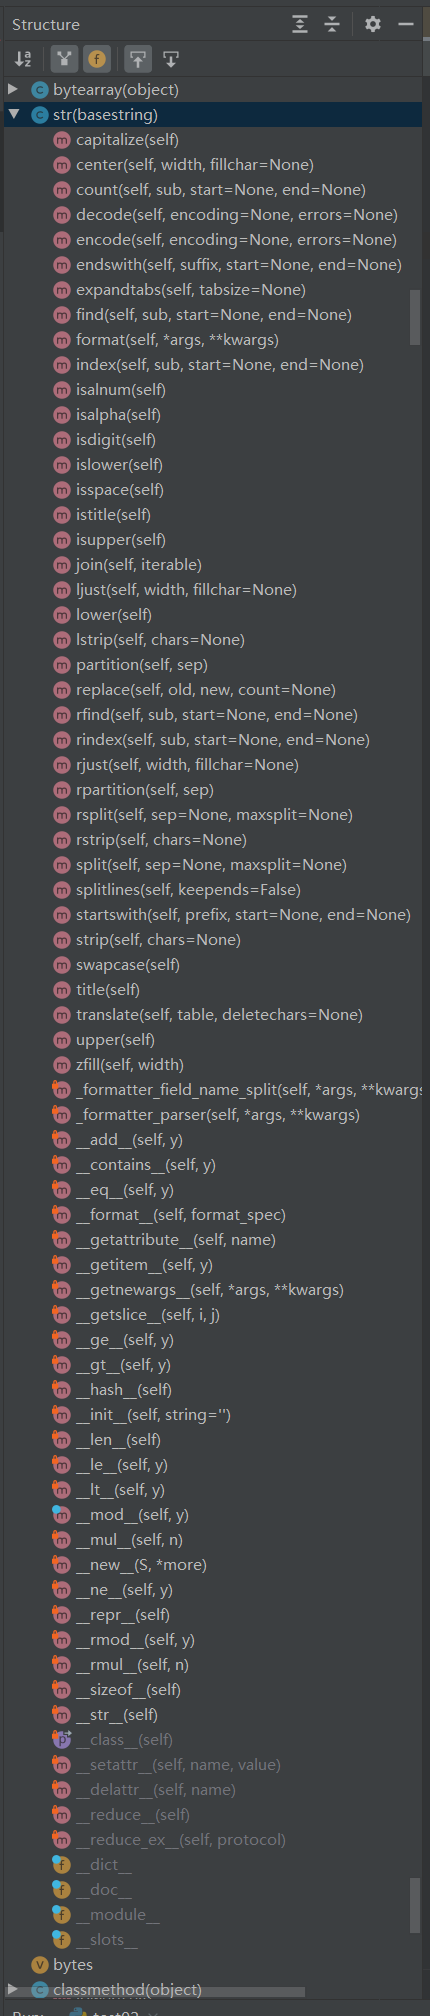 Structure
bytearray(object)
str(basestring)
capitalize(self)
center(self, width, fillchar=None)
count(self, sub, start=None, end=None)
decode(self, encoding=None, errors=None)
encode(self, encoding=None, errors=None)
endswith(self, suffix, start=None, end=None)
expandtabs(self, tabsize=None)
find(self, sub, start=None, end=None)
format(self, *args, **kwargs)
index(self, sub, start=None, end=None)
isalnum(self)
isalpha(self)
isdigit(self)
islower(self)
isspace(self)
istitle(self)
isupper(self)
join(self, iterable)
ljust(self, width, fillchar=None)
lower(self)
lstrip(self, chars=None)
partition(self, sep)
replace(self, old, new, count=None)
rfind(self, sub, start=None, end=None)
rindex(self, sub, start=None, end=None)
rjust(self, width, fillchar=None)
rpartition(self, sep)
rsplit(self, sep=None, maxsplit=None)
rstrip(self, chars=None)
split(self, sep=None, maxsplit=None)
splitlines(self, keepends=False)
startswith(self, prefix, start=None, end=None)
strip(self, chars=None)
swapcase(self)
title(self)
translate(self, table, deletechars=None)
upper(self)
zfill(self, width)
_formatter_field_name_split(self, *args, **kwargs
_formatter_parser(self, *args, **kwargs)
__add__(self, y)
__contains__(self, y)
__eq__(self, y)
__format__(self, format_spec)
__getattribute__(self, name)
__getitem__(self, y)
__getnewargs__(self, *args, **kwargs)
__getslice__(self, i, j)
__ge__(self, y)
__gt__(self, y)
__hash__(self)
__init__(self, string='')
__len__(self)
__le__(self, y)
__lt__(self, y)
__mod__(self, y)
__mul__(self, n)
__new__(S, *more)
__ne__(self, y)
__repr__(self)
__rmod__(self, y)
__rmul__(self, n)
__sizeof__(self)
__str__(self)
__class__(self)
__setattr__(self, name, value)
__delattr__(self, name)
__reduce__(self)
__reduce_ex__(self, protocol)
__dict__
__doc__
__module__
__slots__
bytes
classmethod(object)